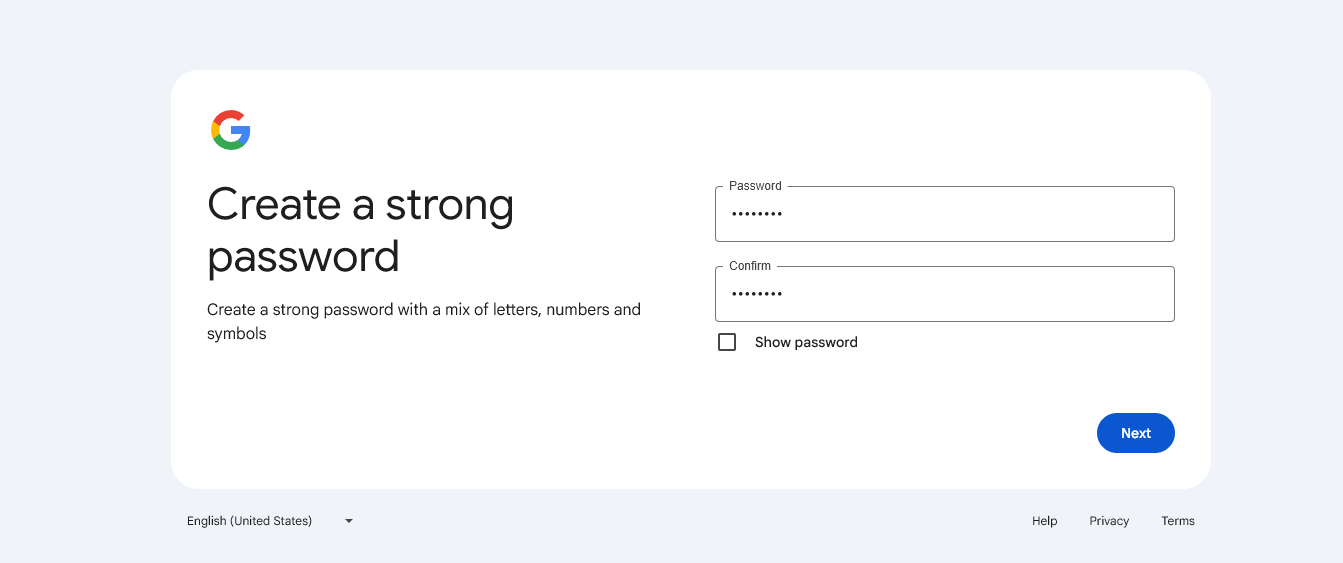 Create a strong
password
Create a strong password with a mix of letters, numbers and
symbols
Password
••••••••
Confirm
••••••••
Show password
Next
English (United States)
Help
Privacy
Terms